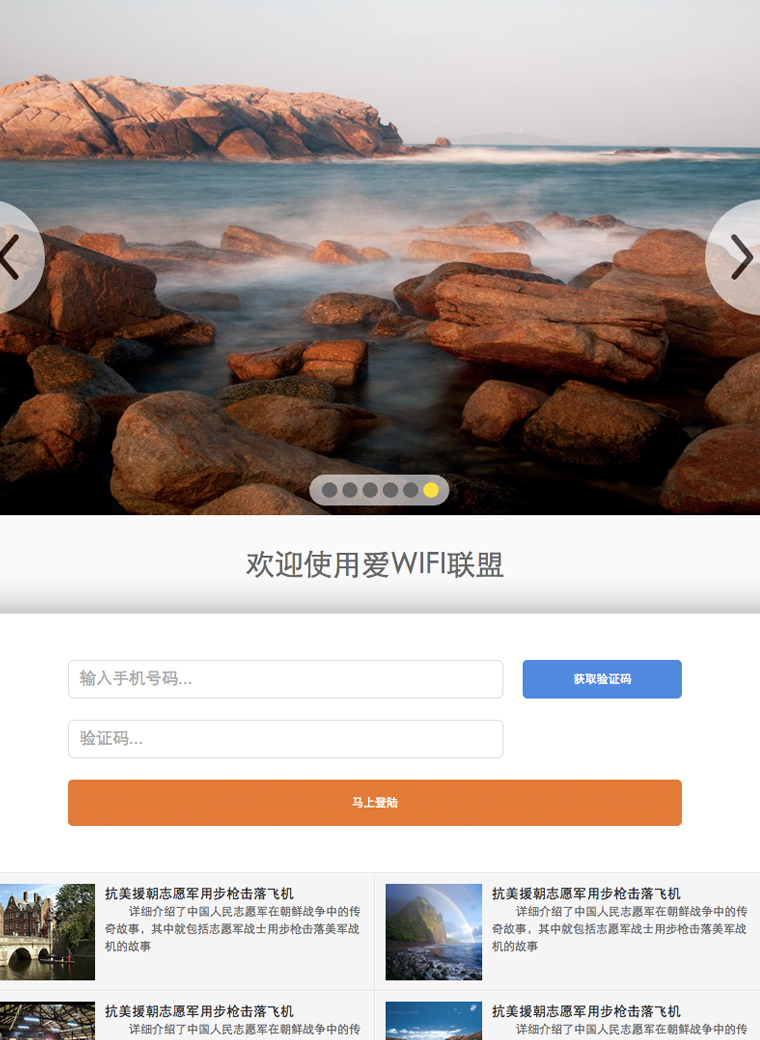 欢迎使用爱WIFI联盟
输入手机号码...
获取验证码
验证码...
马上登陆
抗美援朝志愿军用步枪击落飞机
详细介绍了中国人民志愿军在朝鲜战争中的传
奇故事，其中就包括志愿军战士用步枪击落美军战
机的故事
抗美援朝志愿军用步枪击落飞机
详细介绍了中国人民志愿军在朝鲜战争中的传
奇故事，其中就包括志愿军战士用步枪击落美军战
机的故事
抗美援朝志愿军用步枪击落飞机
详细介绍了中国人民志愿军在朝鲜战争中的传
抗美援朝志愿军用步枪击落飞机
详细介绍了中国人民志愿军在朝鲜战争中的传